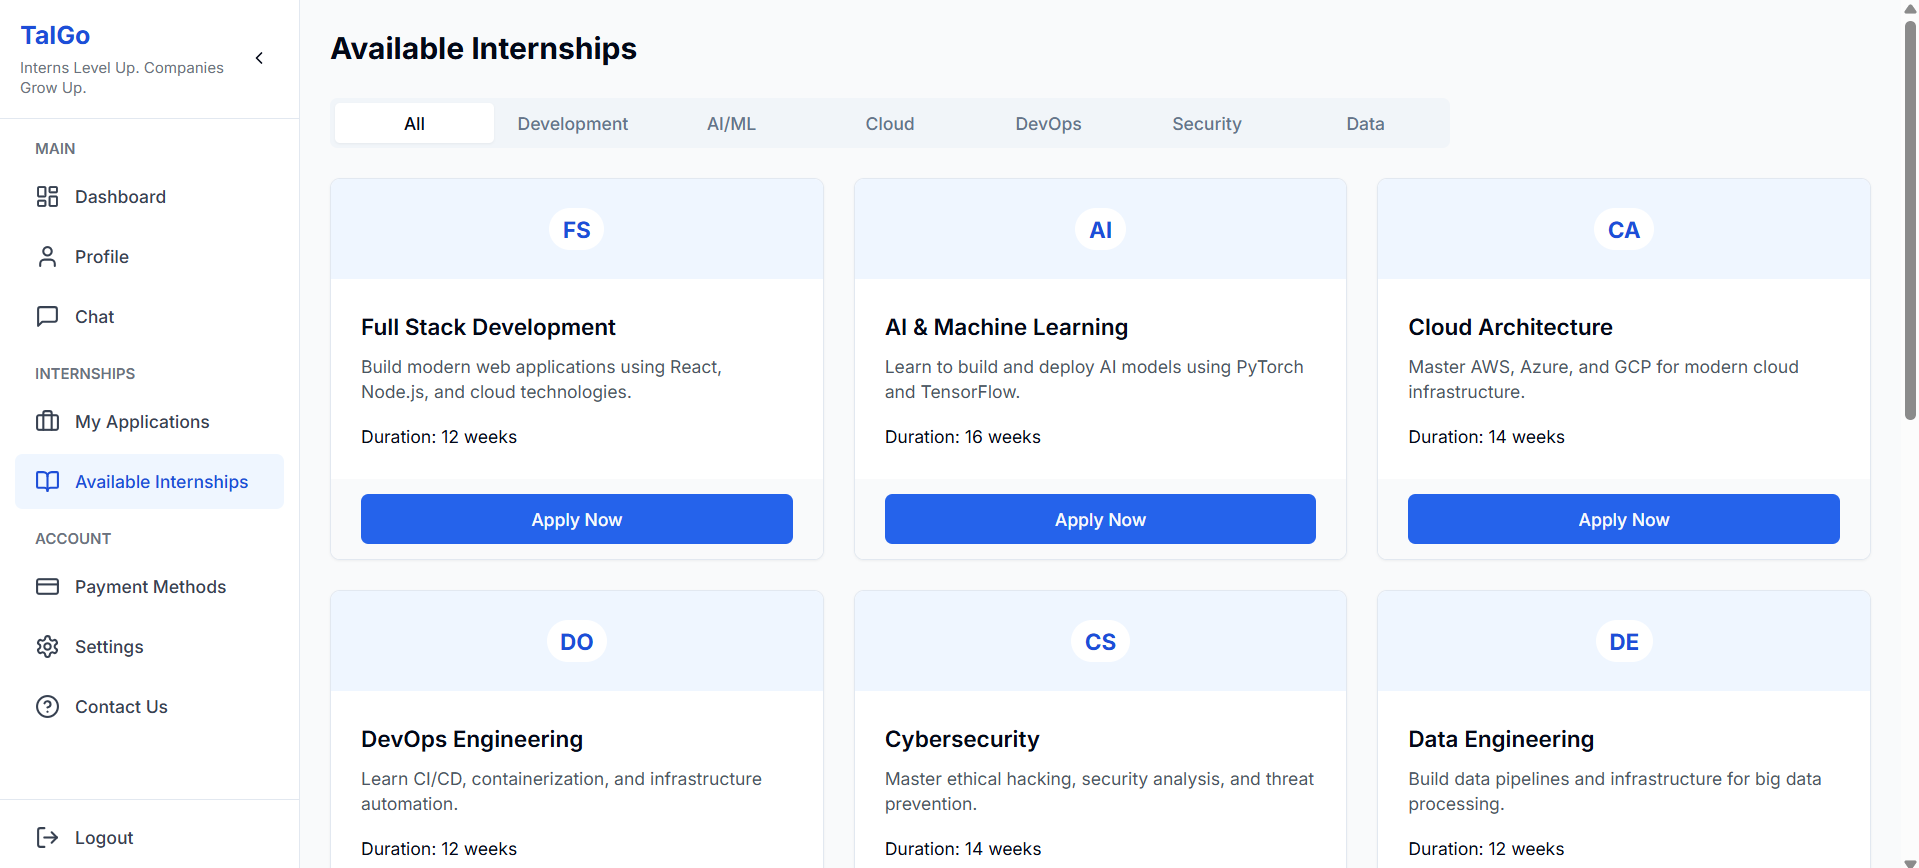 TalGo
Interns Level Up. Companies
Grow Up.
MAIN
Dashboard
Profile
Chat
INTERNSHIPS
My Applications
Available Internships
ACCOUNT
Payment Methods
Settings
Contact Us
Logout
Available Internships
All
Development
AI/ML
Cloud
DevOps
Security
Data
FS
Full Stack Development
Build modern web applications using React,
Node.js, and cloud technologies.
Duration: 12 weeks
Apply Now
AI
AI & Machine Learning
Learn to build and deploy AI models using PyTorch
and TensorFlow.
Duration: 16 weeks
Apply Now
CA
Cloud Architecture
Master AWS, Azure, and GCP for modern cloud
infrastructure.
Duration: 14 weeks
Apply Now
DO
DevOps Engineering
Learn CI/CD, containerization, and infrastructure
automation.
Duration: 12 weeks
CS
Cybersecurity
Master ethical hacking, security analysis, and threat
prevention.
Duration: 14 weeks
DE
Data Engineering
Build data pipelines and infrastructure for big data
processing.
Duration: 12 weeks